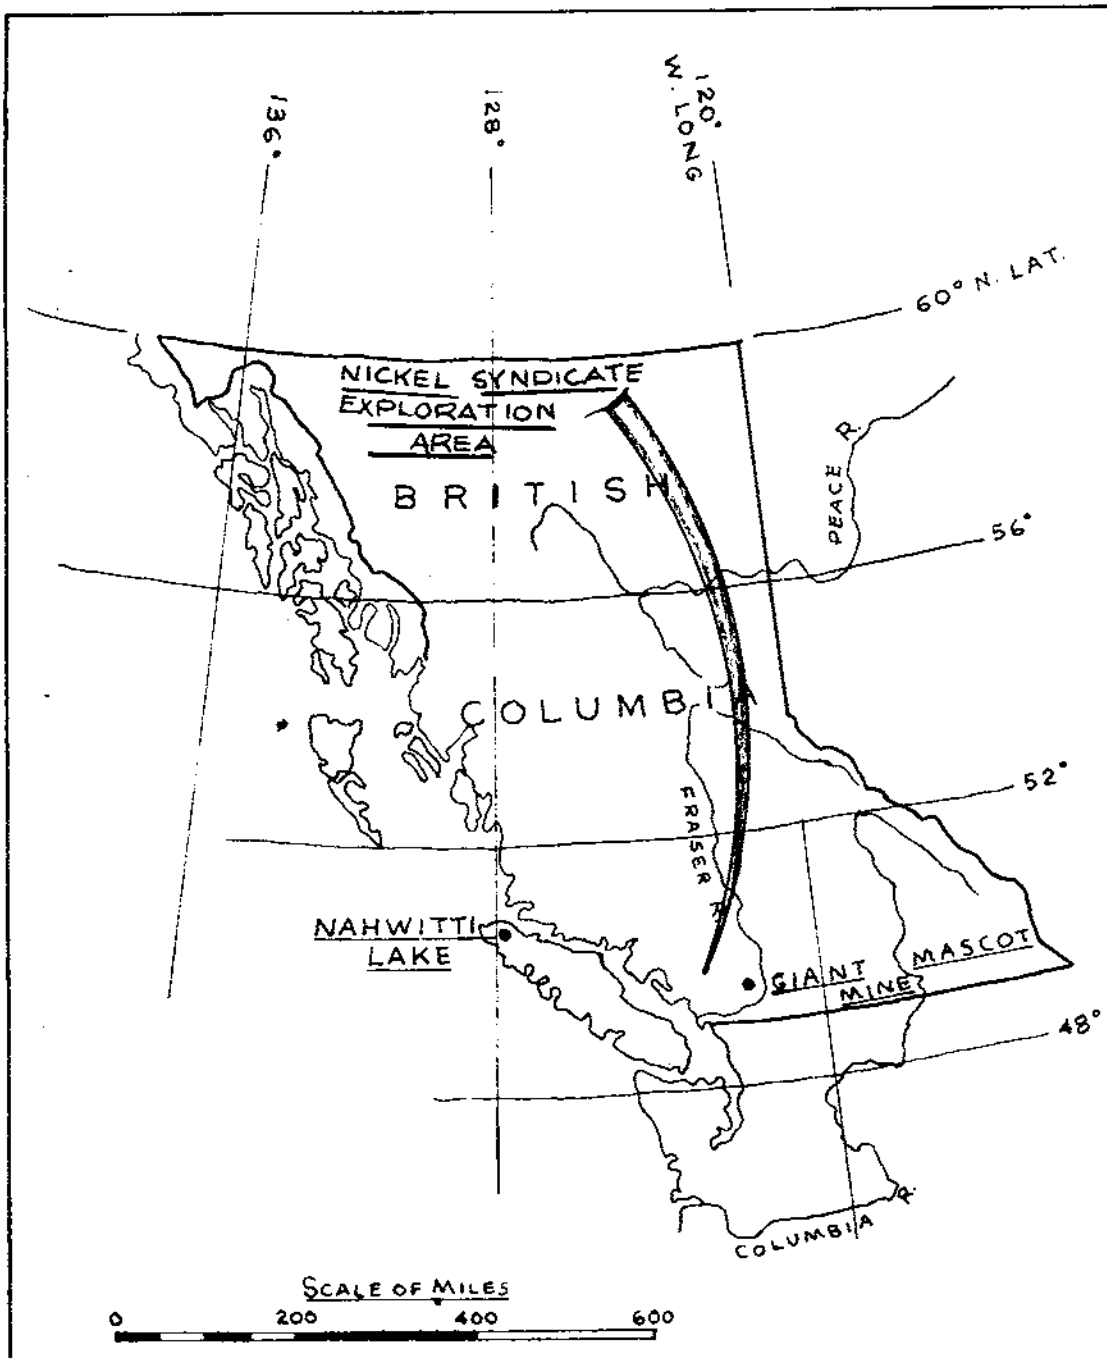 136°
128°
120°
W. LONG
60° N. LAT.
NICKEL SYNDICATE
EXPLORATION
AREA
BRITISH
PEACE R.
56°
COLUMBIA
52°
FRASER R.
NAHWITTI
LAKE
GIANT MASCOT
MINE
48°
COLUMBIA R.
SCALE OF MILES
0 200 400 600